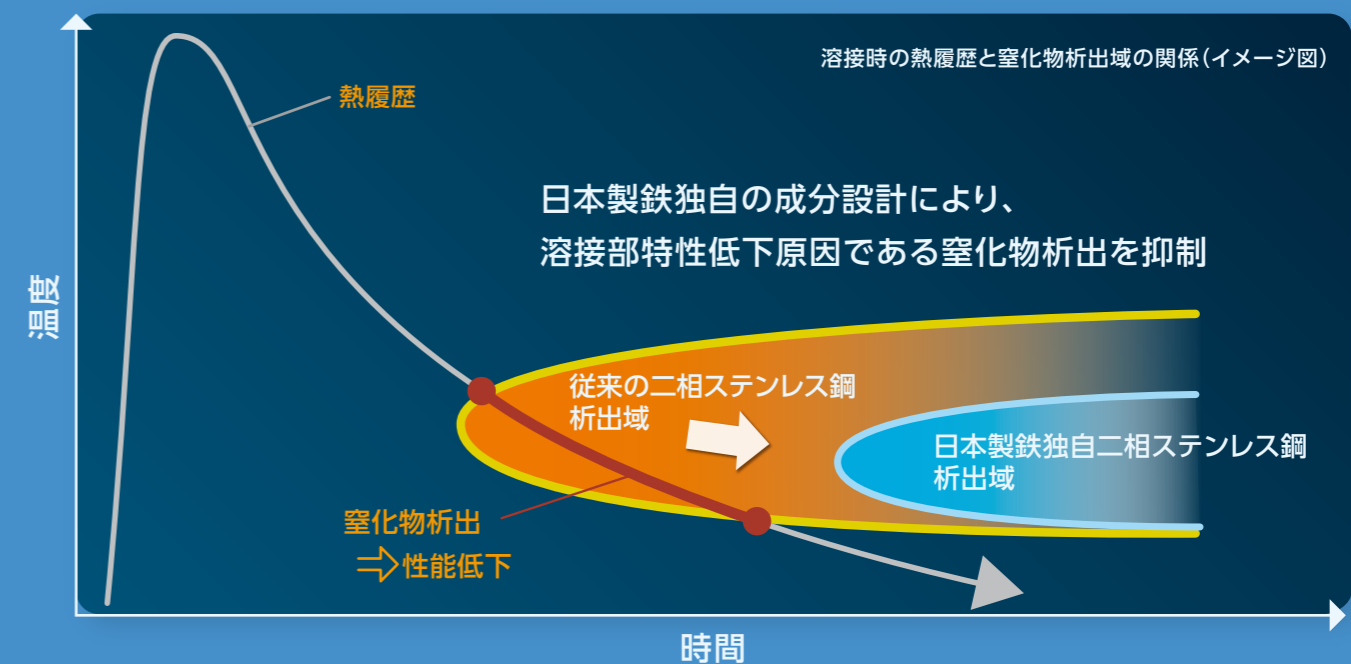 溶接時の熱履歴と窒化物析出域の関係（イメージ図）
熱履歴
日本製鉄独自の成分設計により、
溶接部特性低下原因である窒化物析出を抑制
温度
従来の二相ステンレス鋼
析出域
日本製鉄独自二相ステンレス鋼
析出域
窒化物析出
⇨性能低下
時間